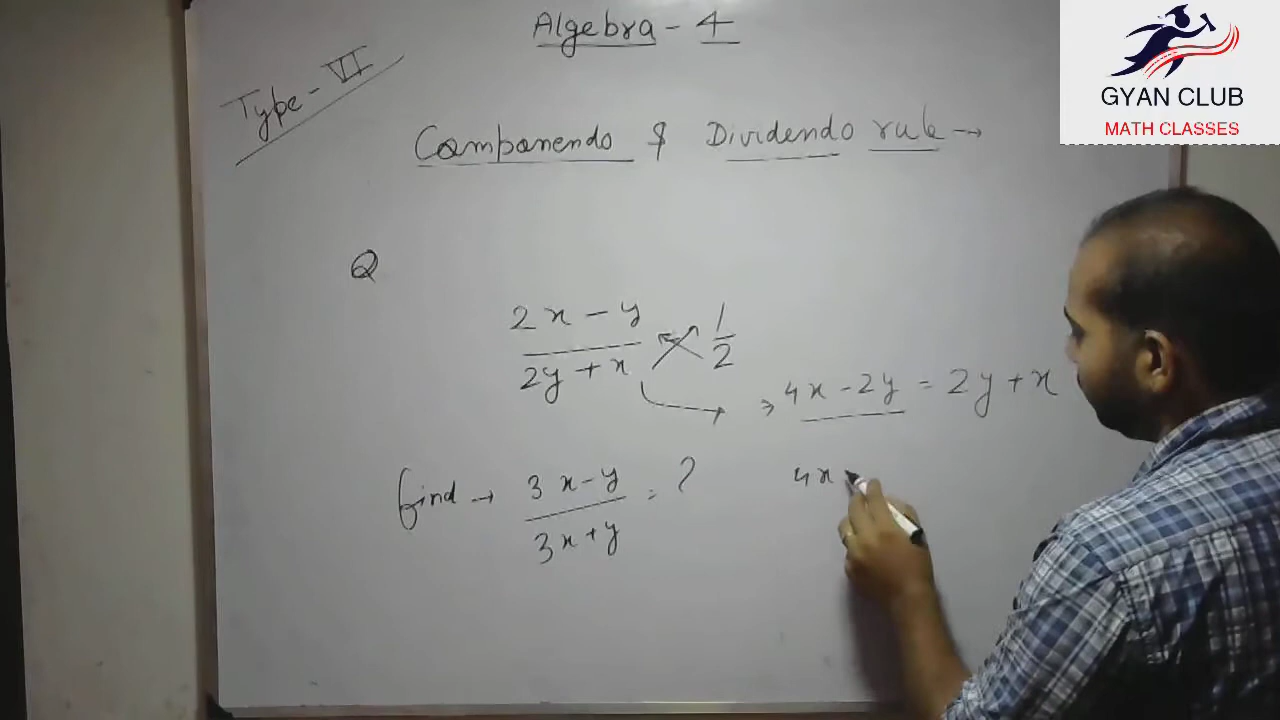 Algebra - 4
GYAN CLUB
MATH CLASSES
Type - VI
Componendo & Dividendo rule →
Q
2x - y / 2y + x 1/2
⇒ 4x - 2y = 2y + x
find → 3x - y / 3x + y = ?
4x